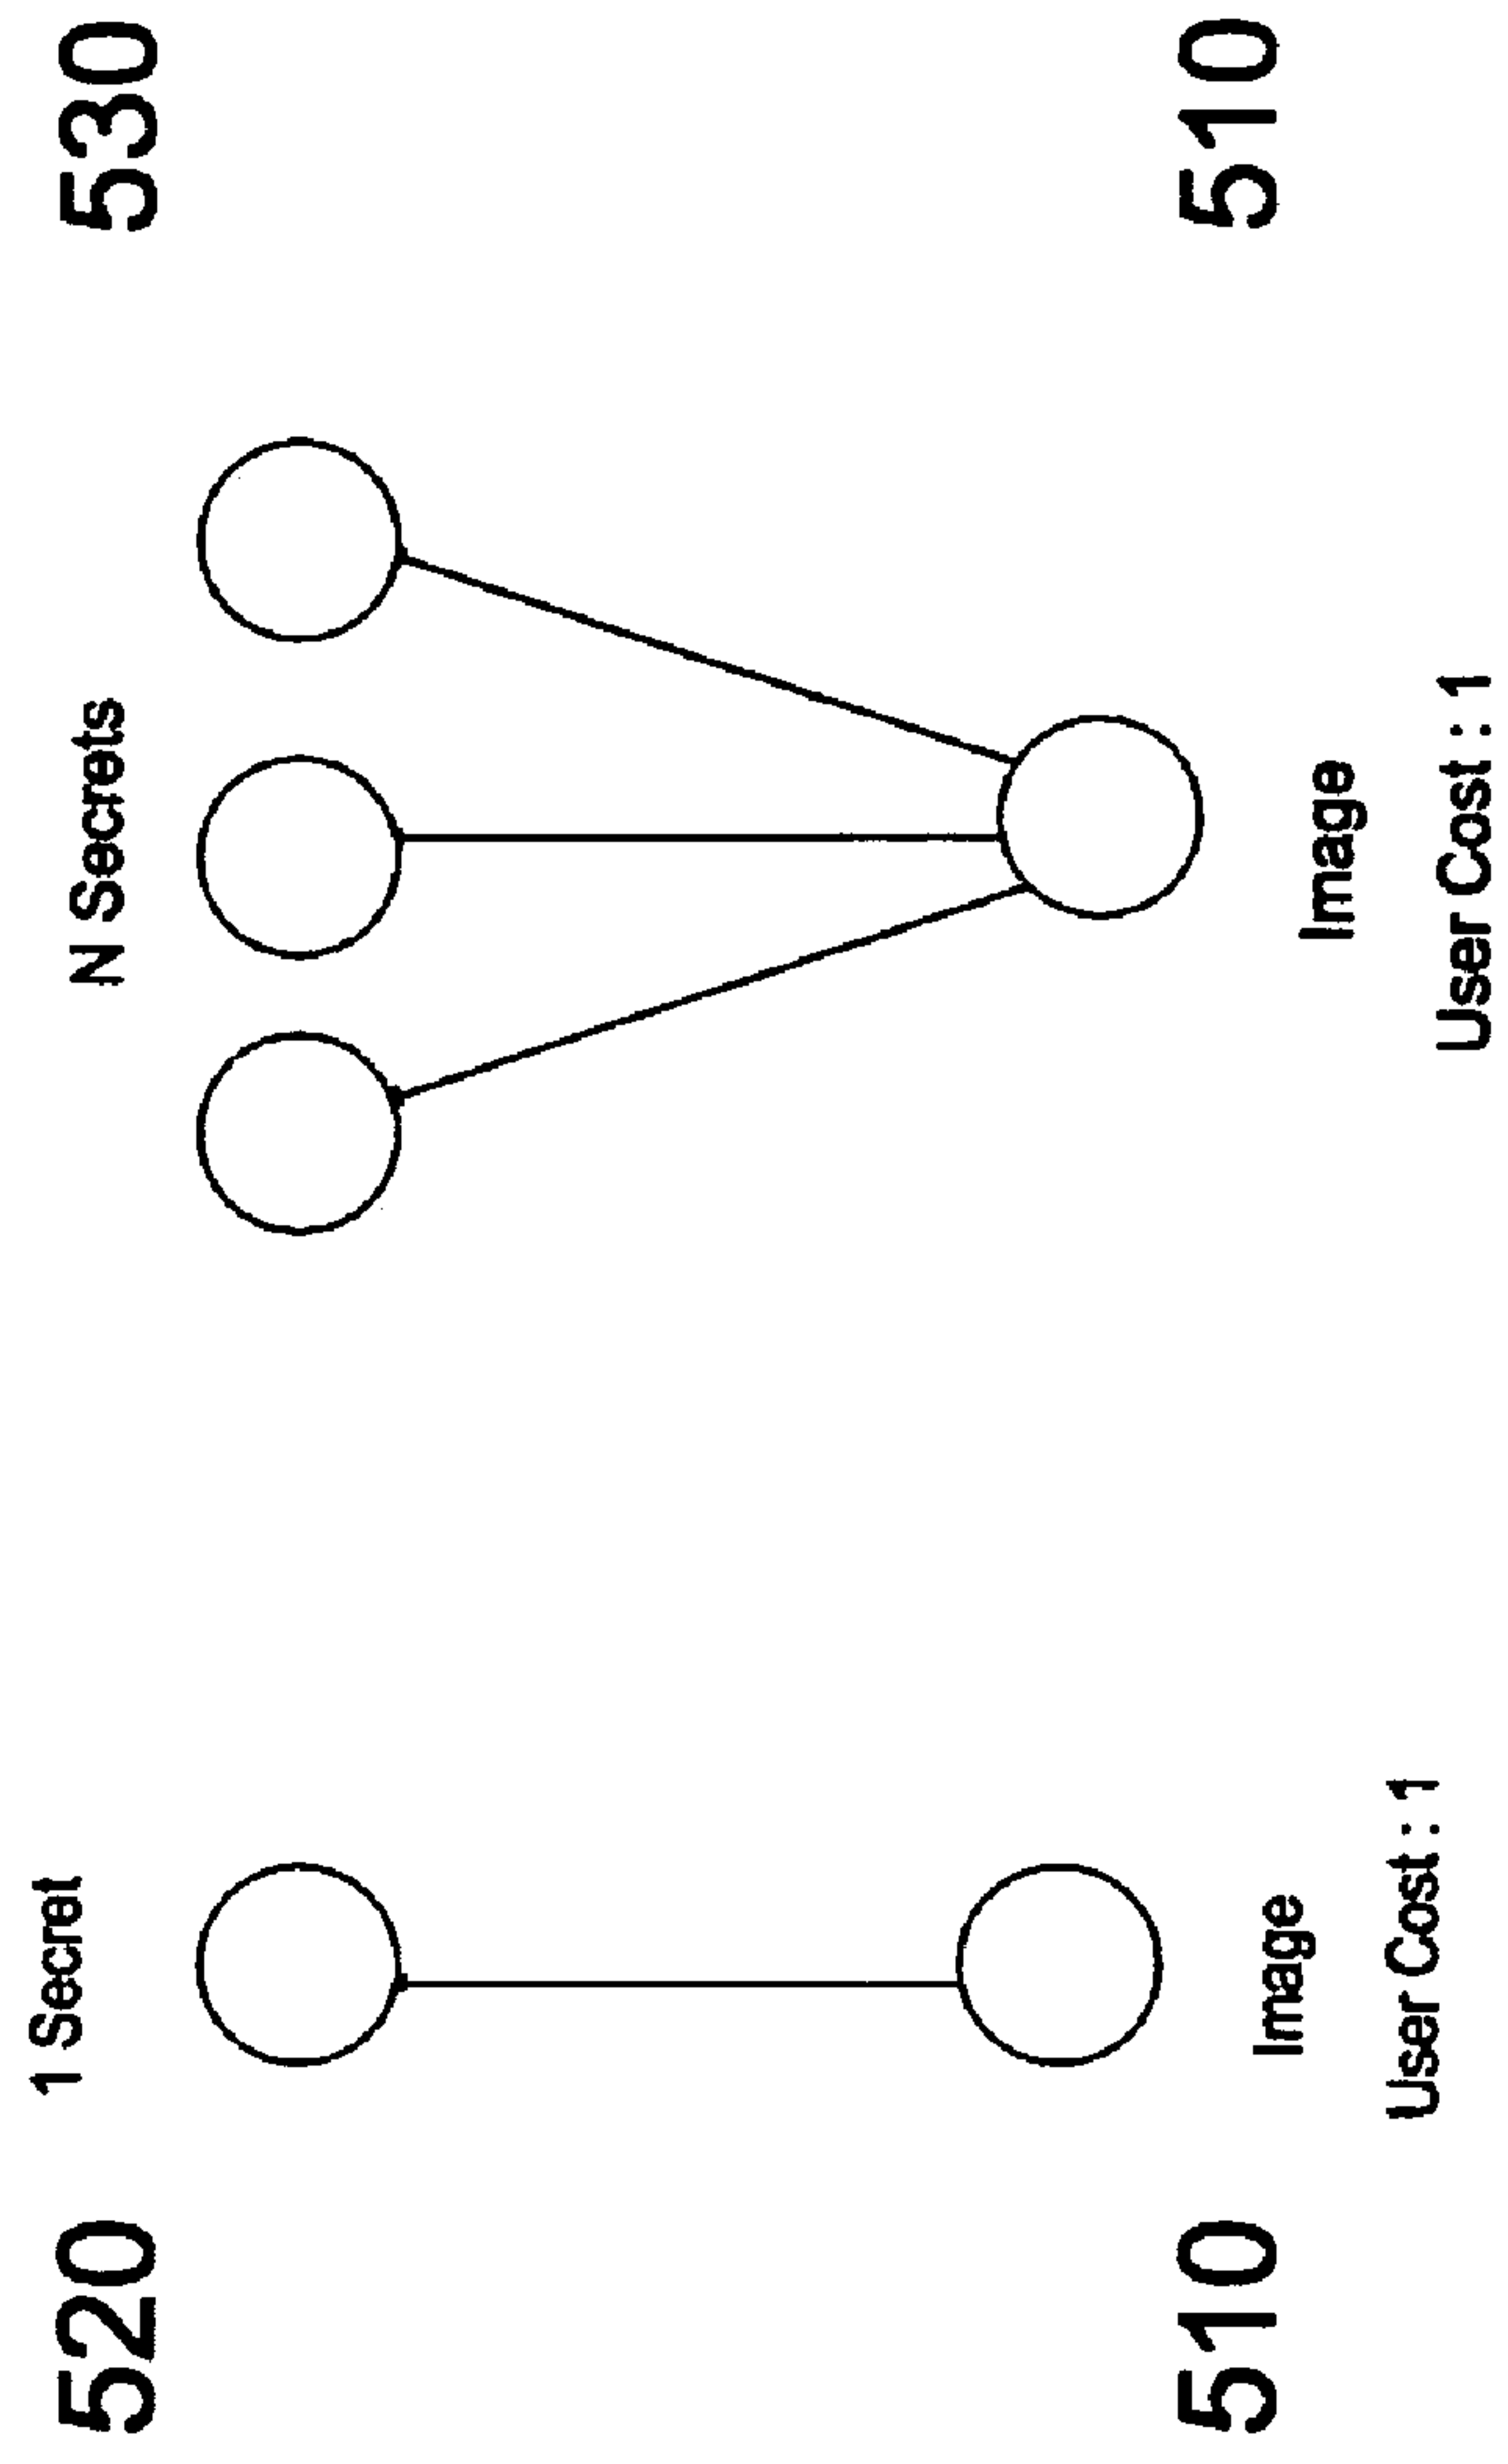 520
1 Secret
N Secrets
530
510
Image
User Cost : 1
Image
User Cost : 1
510